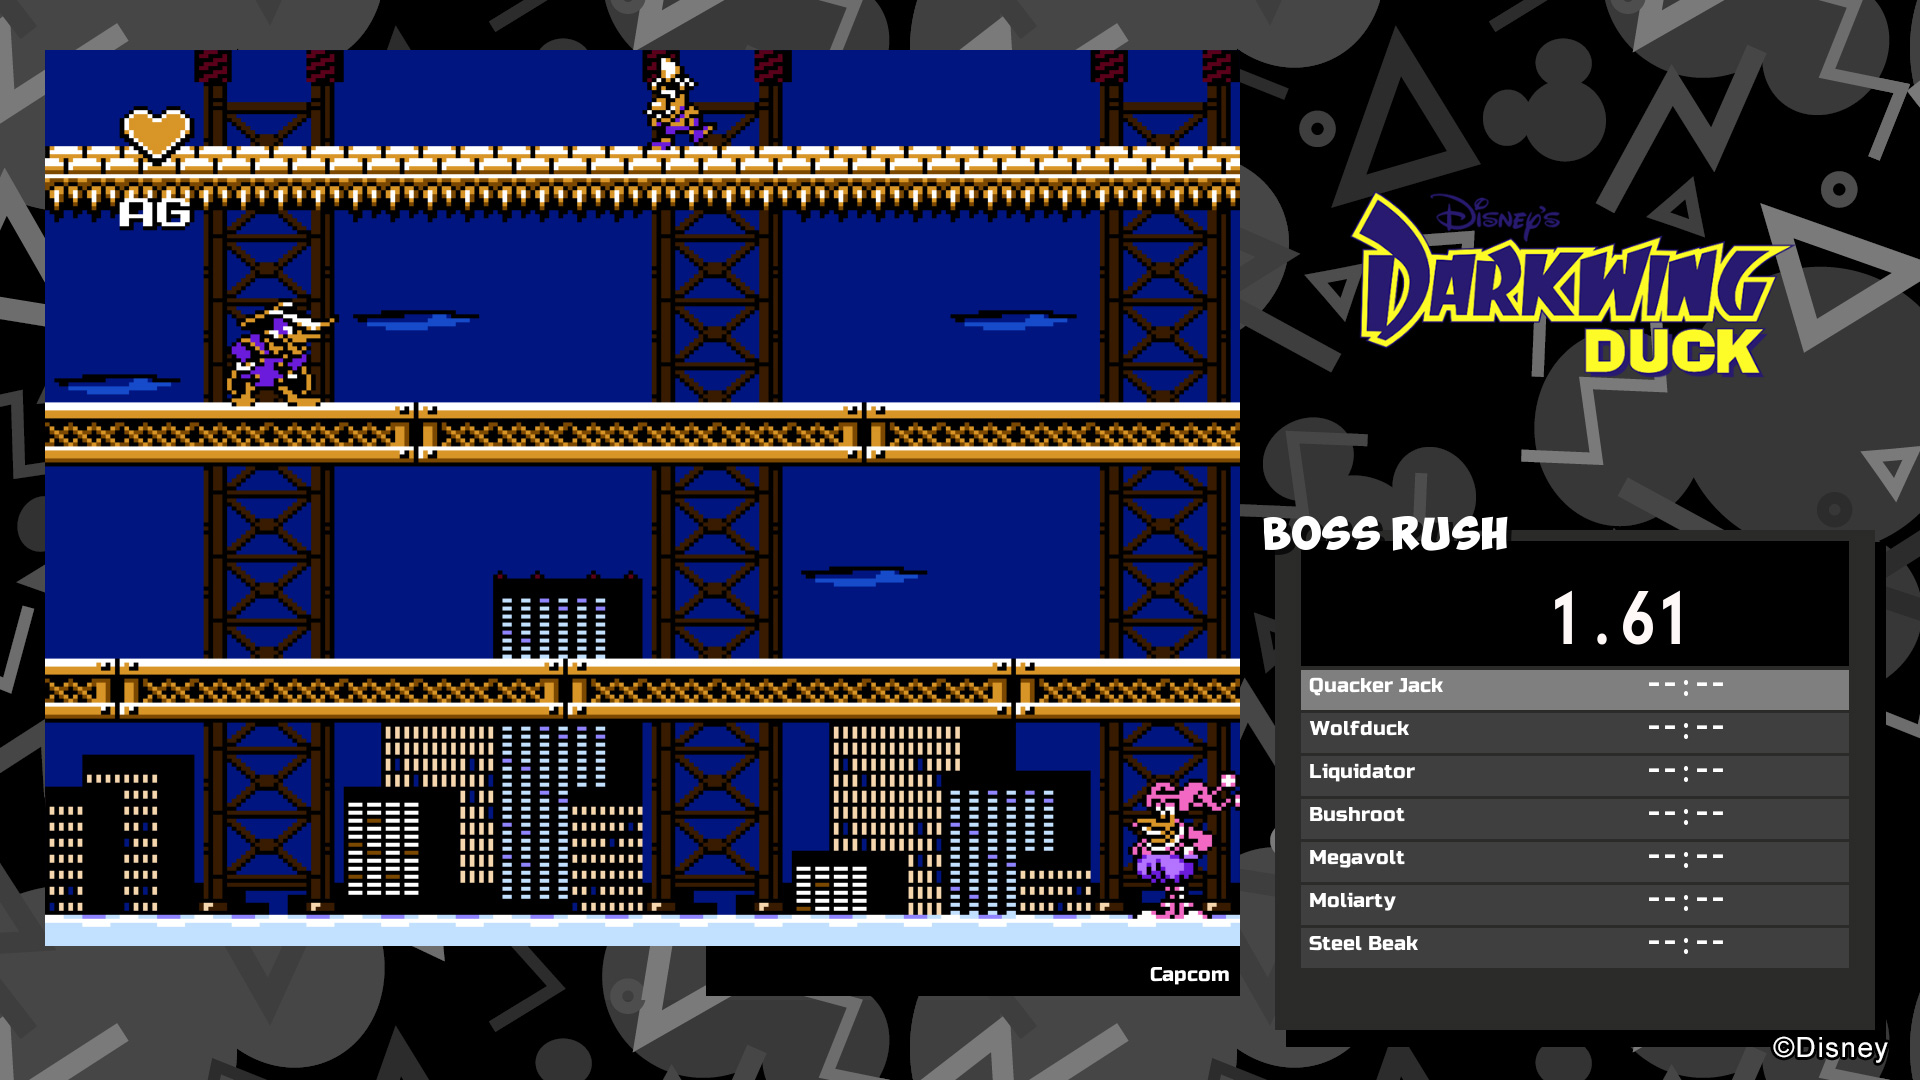 AG
DISNEY'S
DARKWING
DUCK
BOSS RUSH
1.61
Quacker Jack --:--
Wolfduck --:--
Liquidator --:--
Bushroot --:--
Megavolt --:--
Moliarty --:--
Steel Beak --:--
Capcom
©Disney